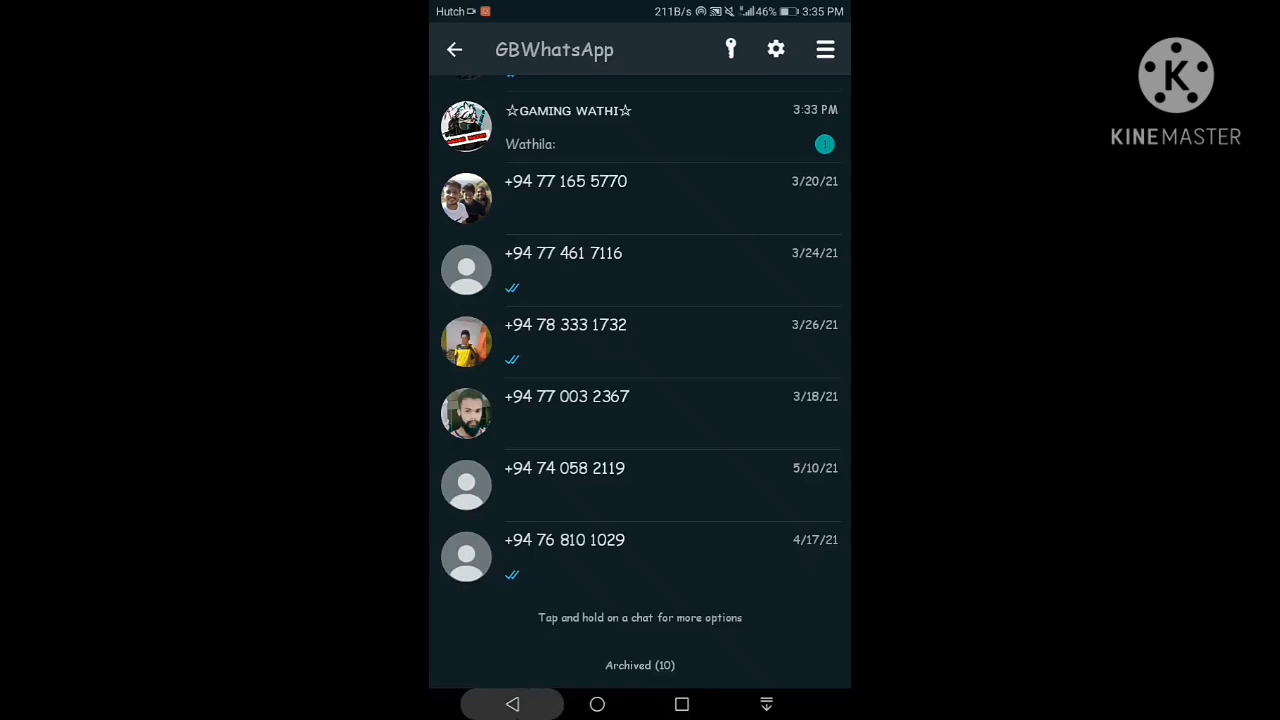 Hutch 211B/s 46% 3:35 PM
GBWhatsApp
KINEMASTER
☆GAMING WATHI☆ 3:33 PM
Wathila: 1
+94 77 165 5770 3/20/21
+94 77 461 7116 3/24/21
+94 78 333 1732 3/26/21
+94 77 003 2367 3/18/21
+94 74 058 2119 5/10/21
+94 76 810 1029 4/17/21
Tap and hold on a chat for more options
Archived (10)